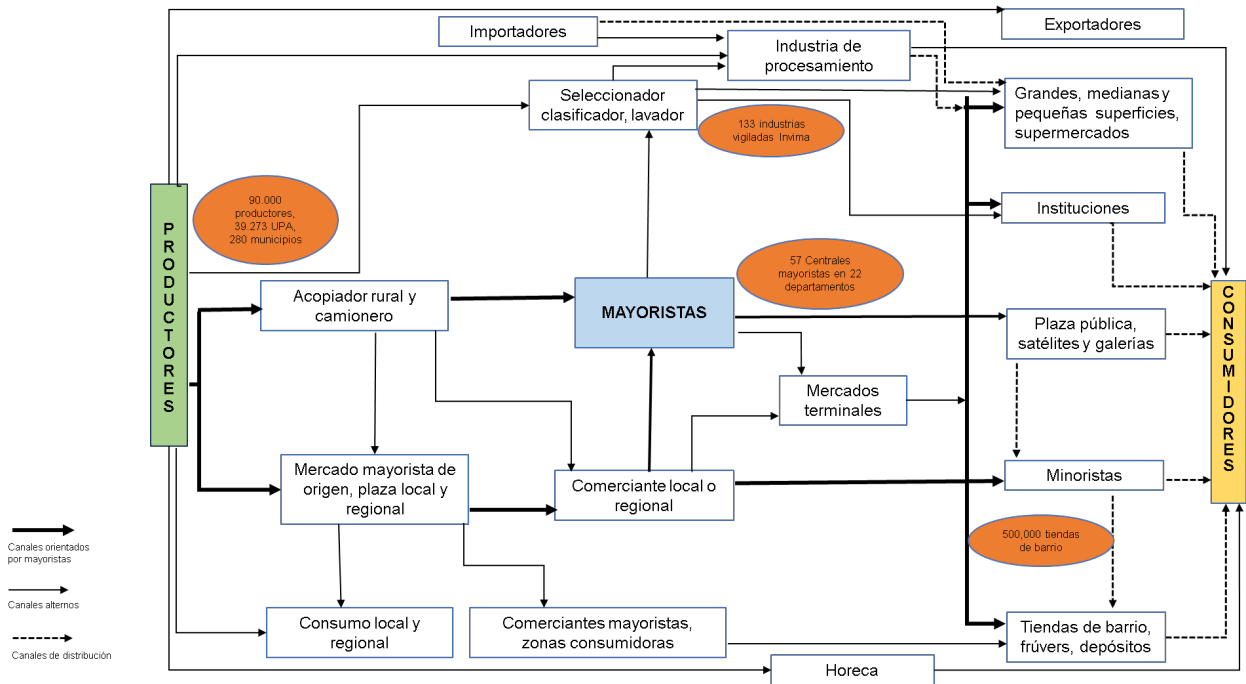 Importadores
Exportadores
Industria de
procesamiento
Seleccionador
clasificador, lavador
Grandes, medianas y
pequeñas superficies,
supermercados
133 industrias
vigiladas Invima
90.000
productores,
39.273 UPA,
280 municipios
Instituciones
PRODUCTORES
57 Centrales
mayoristas en 22
departamentos
Acopiador rural y
camionero
MAYORISTAS
Plaza pública,
satélites y galerías
CONSUMIDORES
Mercados
terminales
Mercado mayorista de
origen, plaza local y
regional
Comerciante local o
regional
Minoristas
Canales orientados
por mayoristas
500,000 tiendas
de barrio
Canales alternos
Consumo local y
regional
Comerciantes mayoristas,
zonas consumidoras
Tiendas de barrio,
frúvers, depósitos
Canales de distribución
Horeca